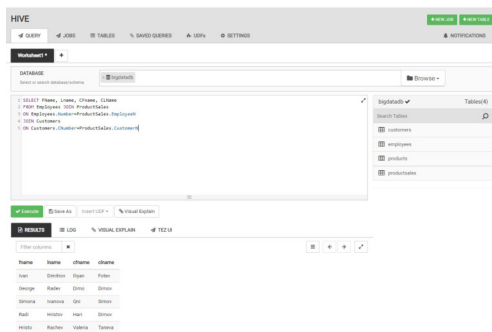 HIVE
+NEW JOB +NEW TABLE
QUERY JOBS TABLES SAVED QUERIES UDFs SETTINGS NOTIFICATIONS
Worksheet1 * +
DATABASE
Select or search database/schema
× bigdatadb
Browse
1 SELECT Fname, Lname, CFname, CLName
2 FROM Employees JOIN ProductSales
3 ON Employees.Number=ProductSales.EmployeeN
4 JOIN Customers
5 ON Customers.CNumber=ProductSales.CustomerN
bigdatadb Tables(4)
Search Tables
customers
employees
products
productsales
Execute Save As Insert UDF Visual Explain
RESULTS LOG VISUAL EXPLAIN TEZ UI
Filter columns ×
fname lname cfname clname
Ivan Dimitrov Diyan Potev
George Radev Dimo Dimov
Simona Ivanova Qni Simov
Radi Hristov Hari Simov
Hristo Rachev Valeria Taneva